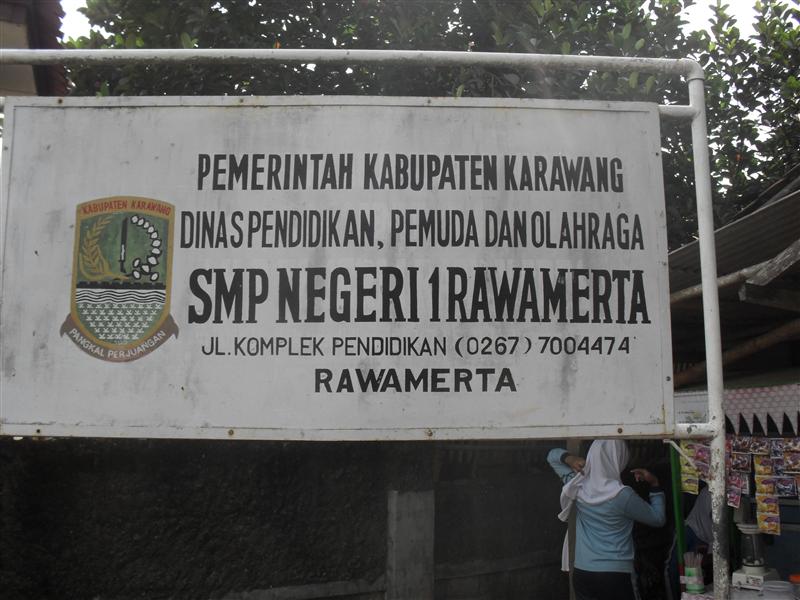 PEMERINTAH KABUPATEN KARAWANG
DINAS PENDIDIKAN, PEMUDA DAN OLAHRAGA
SMP NEGERI 1 RAWAMERTA
JL. KOMPLEK PENDIDIKAN (0267) 7004474
RAWAMERTA
KABUPATEN KARAWANG
PANGKAL PERJUANGAN